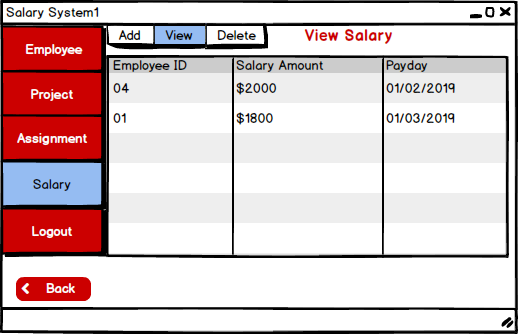 Salary System1
Employee
Project
Assignment
Salary
Logout
Back
Add View Delete
View Salary
Employee ID Salary Amount Payday
04 $2000 01/02/2019
01 $1800 01/03/2019